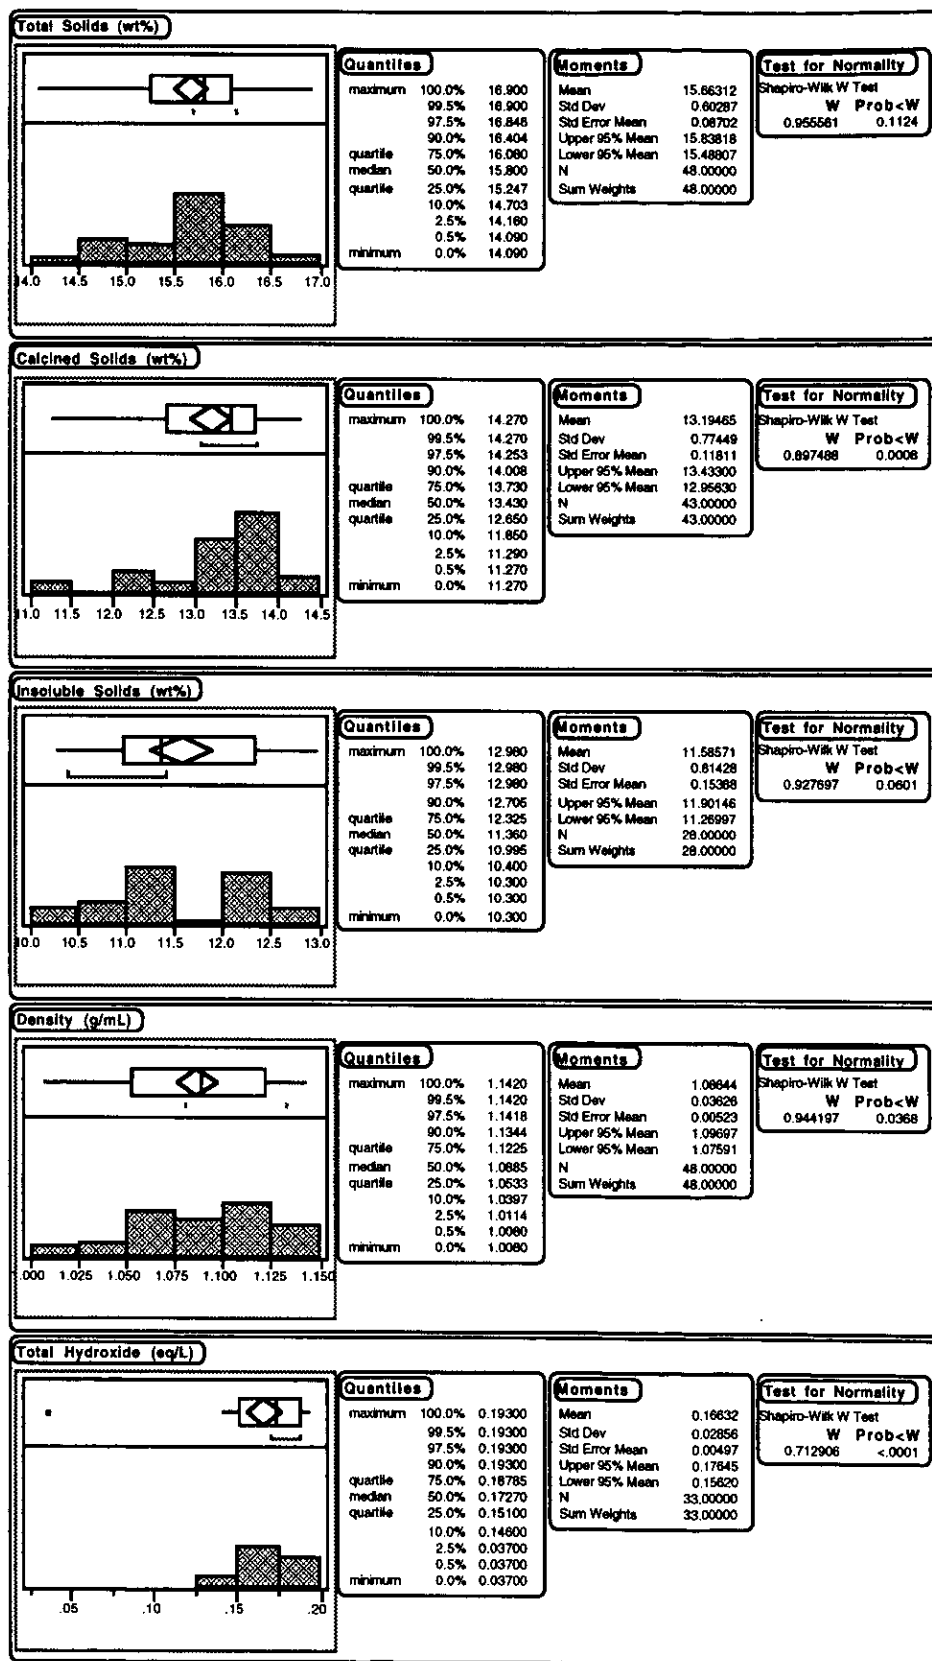 Total Solids (wt%)
Quantiles
maximum 100.0% 16.900
99.5% 16.900
97.5% 16.848
90.0% 16.404
quartile 75.0% 16.080
median 50.0% 15.800
quartile 25.0% 15.247
10.0% 14.703
2.5% 14.160
0.5% 14.090
minimum 0.0% 14.090
Moments
Mean 15.66312
Std Dev 0.60287
Std Error Mean 0.08702
Upper 95% Mean 15.83818
Lower 95% Mean 15.48807
N 48.00000
Sum Weights 48.00000
Test for Normality
Shapiro-Wilk W Test
W Prob<W
0.955561 0.1124
14.0 14.5 15.0 15.5 16.0 16.5 17.0
Calcined Solids (wt%)
Quantiles
maximum 100.0% 14.270
99.5% 14.270
97.5% 14.253
90.0% 14.008
quartile 75.0% 13.730
median 50.0% 13.430
quartile 25.0% 12.650
10.0% 11.850
2.5% 11.290
0.5% 11.270
minimum 0.0% 11.270
Moments
Mean 13.19465
Std Dev 0.77449
Std Error Mean 0.11811
Upper 95% Mean 13.43300
Lower 95% Mean 12.95630
N 43.00000
Sum Weights 43.00000
Test for Normality
Shapiro-Wilk W Test
W Prob<W
0.897488 0.0008
11.0 11.5 12.0 12.5 13.0 13.5 14.0 14.5
Insoluble Solids (wt%)
Quantiles
maximum 100.0% 12.980
99.5% 12.980
97.5% 12.980
90.0% 12.705
quartile 75.0% 12.325
median 50.0% 11.360
quartile 25.0% 10.995
10.0% 10.400
2.5% 10.300
0.5% 10.300
minimum 0.0% 10.300
Moments
Mean 11.58571
Std Dev 0.81428
Std Error Mean 0.15388
Upper 95% Mean 11.90146
Lower 95% Mean 11.26997
N 28.00000
Sum Weights 28.00000
Test for Normality
Shapiro-Wilk W Test
W Prob<W
0.927697 0.0601
10.0 10.5 11.0 11.5 12.0 12.5 13.0
Density (g/mL)
Quantiles
maximum 100.0% 1.1420
99.5% 1.1420
97.5% 1.1418
90.0% 1.1344
quartile 75.0% 1.1225
median 50.0% 1.0885
quartile 25.0% 1.0533
10.0% 1.0397
2.5% 1.0114
0.5% 1.0080
minimum 0.0% 1.0080
Moments
Mean 1.08644
Std Dev 0.03626
Std Error Mean 0.00523
Upper 95% Mean 1.09697
Lower 95% Mean 1.07591
N 48.00000
Sum Weights 48.00000
Test for Normality
Shapiro-Wilk W Test
W Prob<W
0.944197 0.0368
.000 1.025 1.050 1.075 1.100 1.125 1.150
Total Hydroxide (eq/L)
Quantiles
maximum 100.0% 0.19300
99.5% 0.19300
97.5% 0.19300
90.0% 0.19300
quartile 75.0% 0.18785
median 50.0% 0.17270
quartile 25.0% 0.15100
10.0% 0.14600
2.5% 0.03700
0.5% 0.03700
minimum 0.0% 0.03700
Moments
Mean 0.16632
Std Dev 0.02856
Std Error Mean 0.00497
Upper 95% Mean 0.17645
Lower 95% Mean 0.15620
N 33.00000
Sum Weights 33.00000
Test for Normality
Shapiro-Wilk W Test
W Prob<W
0.712906 <.0001
.05 .10 .15 .20